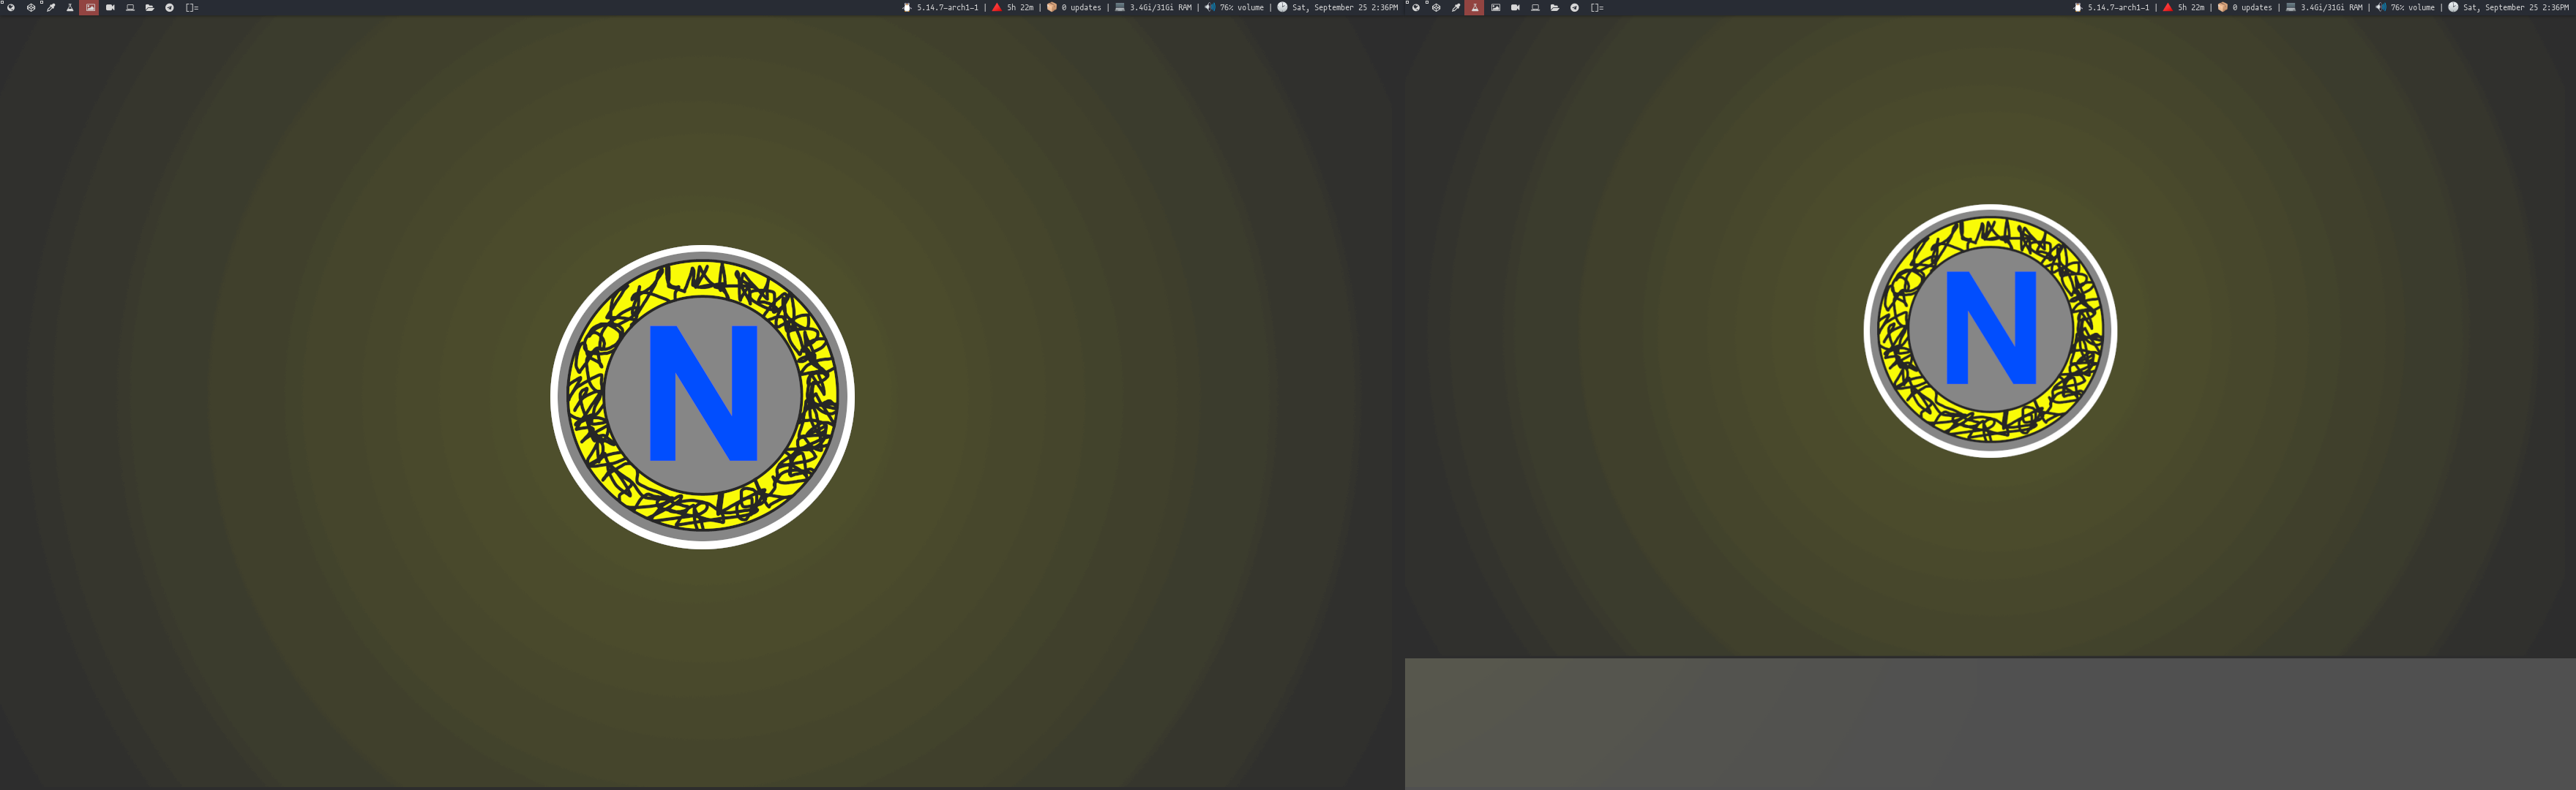 []= 5.14.7-arch1-1 | 5h 22m | 0 updates | 3.4Gi/31Gi RAM | 76% volume | Sat, September 25 2:36PM
[]= 5.14.7-arch1-1 | 5h 22m | 0 updates | 3.4Gi/31Gi RAM | 76% volume | Sat, September 25 2:36PM
N
N